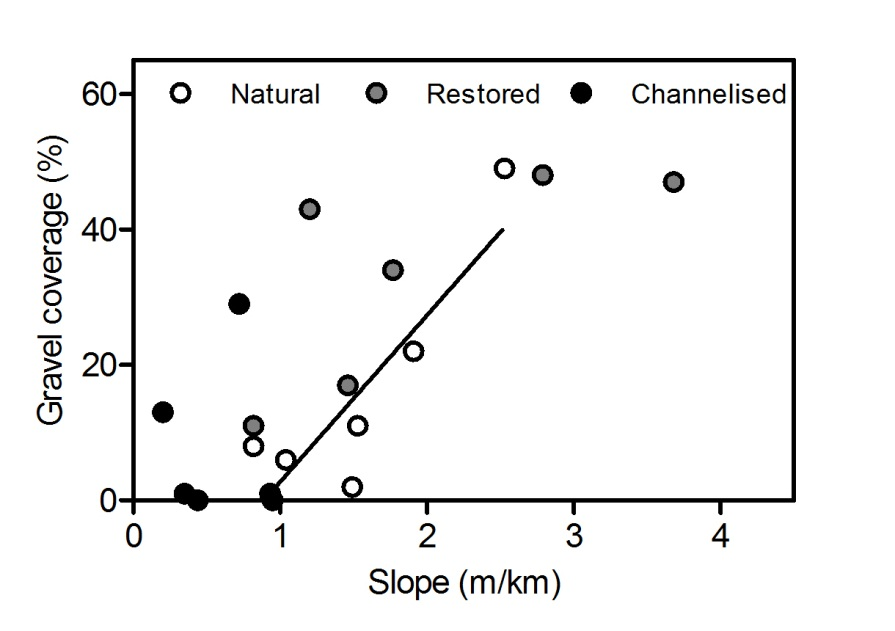 60
Natural
Restored
Channelised
40
20
0
0
1
2
3
4
Gravel coverage (%)
Slope (m/km)